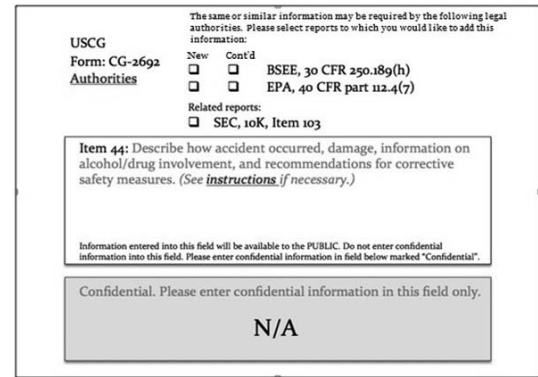 The same or similar information may be required by the following legal
authorities. Please select reports to which you would like to add this
information:
USCG
Form: CG-2692
Authorities
New Cont'd
BSEE, 30 CFR 250.189(h)
EPA, 40 CFR part 112.4(7)
Related reports:
SEC, 10K, Item 103
Item 44: Describe how accident occurred, damage, information on
alcohol/drug involvement, and recommendations for corrective
safety measures. (See instructions if necessary.)
Information entered into this field will be available to the PUBLIC. Do not enter confidential
information into this field. Please enter confidential information in field below marked "Confidential".
Confidential. Please enter confidential information in this field only.
N/A